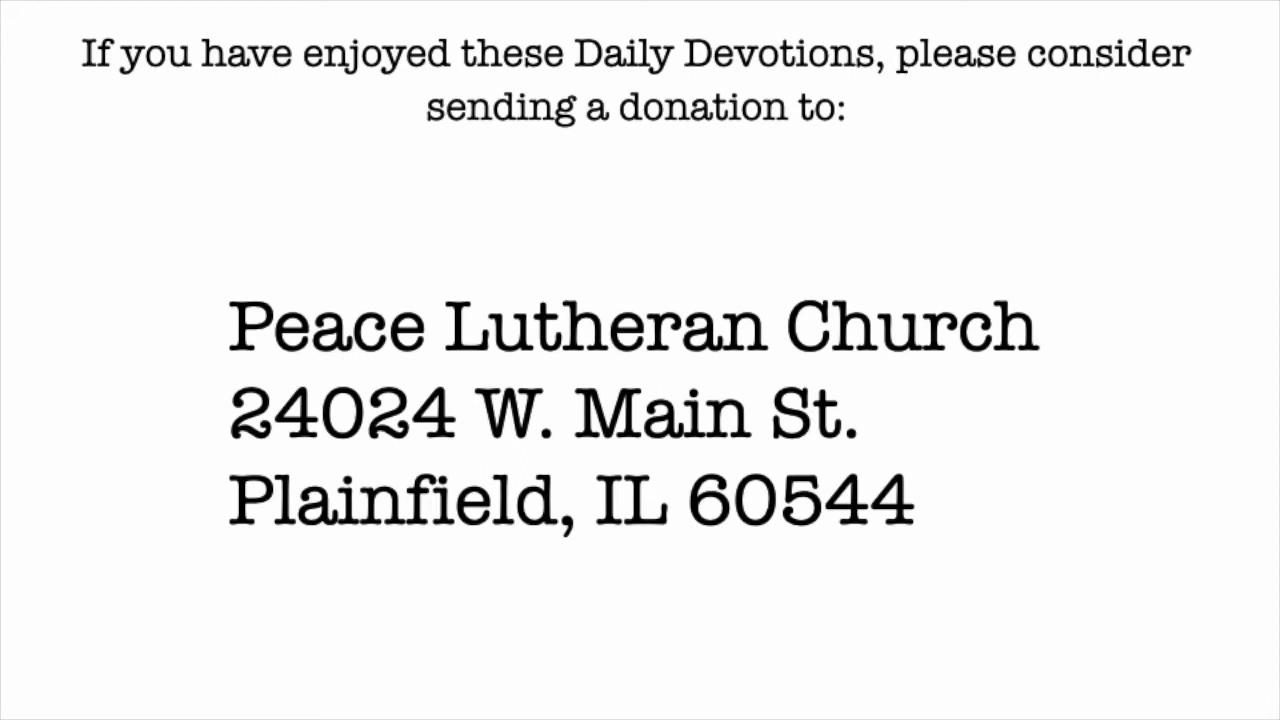 If you have enjoyed these Daily Devotions, please consider
sending a donation to:
Peace Lutheran Church
24024 W. Main St.
Plainfield, IL 60544